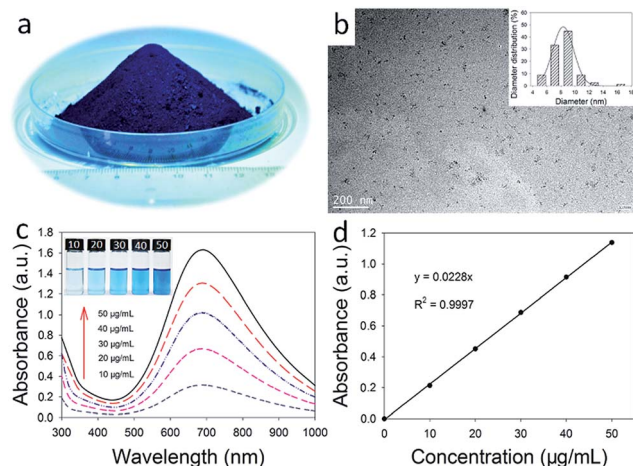 a
b
Diameter distribution (%)
60
50
40
30
20
10
0
4 6 8 10 12 14 16 18
Diameter (nm)
200 nm
c
Absorbance (a.u.)
1.8
1.6
1.4
1.2
1.0
0.8
0.6
0.4
0.2
0.0
10 20 30 40 50
50 µg/mL
40 µg/mL
30 µg/mL
20 µg/mL
10 µg/mL
300 400 500 600 700 800 900 1000
Wavelength (nm)
d
Absorbance (a.u.)
1.2
1.0
0.8
0.6
0.4
0.2
0.0
y = 0.0228x
R² = 0.9997
0 10 20 30 40 50
Concentration (µg/mL)